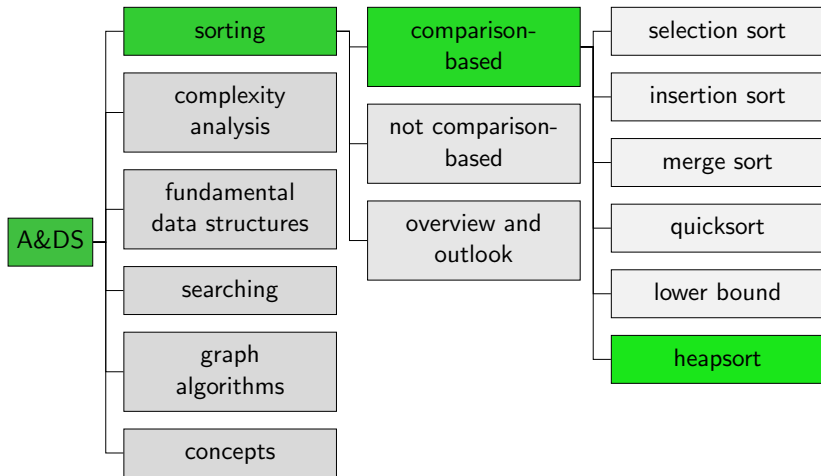 A&DS
sorting
complexity
analysis
fundamental
data structures
searching
graph
algorithms
concepts
comparison-
based
not comparison-
based
overview and
outlook
selection sort
insertion sort
merge sort
quicksort
lower bound
heapsort